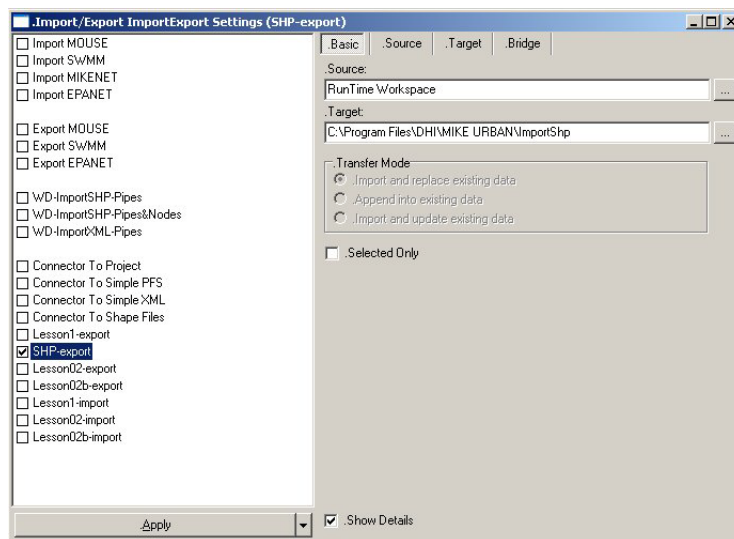 .Import/Export ImportExport Settings (SHP-export)
Import MOUSE
Import SWMM
Import MIKENET
Import EPANET
Export MOUSE
Export SWMM
Export EPANET
WD-ImportSHP-Pipes
WD-ImportSHP-Pipes&Nodes
WD-ImportXML-Pipes
Connector To Project
Connector To Simple PFS
Connector To Simple XML
Connector To Shape Files
Lesson1-export
SHP-export
Lesson02-export
Lesson02b-export
Lesson1-import
Lesson02-import
Lesson02b-import
.Apply
.Basic .Source .Target .Bridge
.Source:
RunTime Workspace ...
.Target:
C:\Program Files\DHI\MIKE URBAN\ImportShp ...
.Transfer Mode
.Import and replace existing data
.Append into existing data
.Import and update existing data
.Selected Only
.Show Details